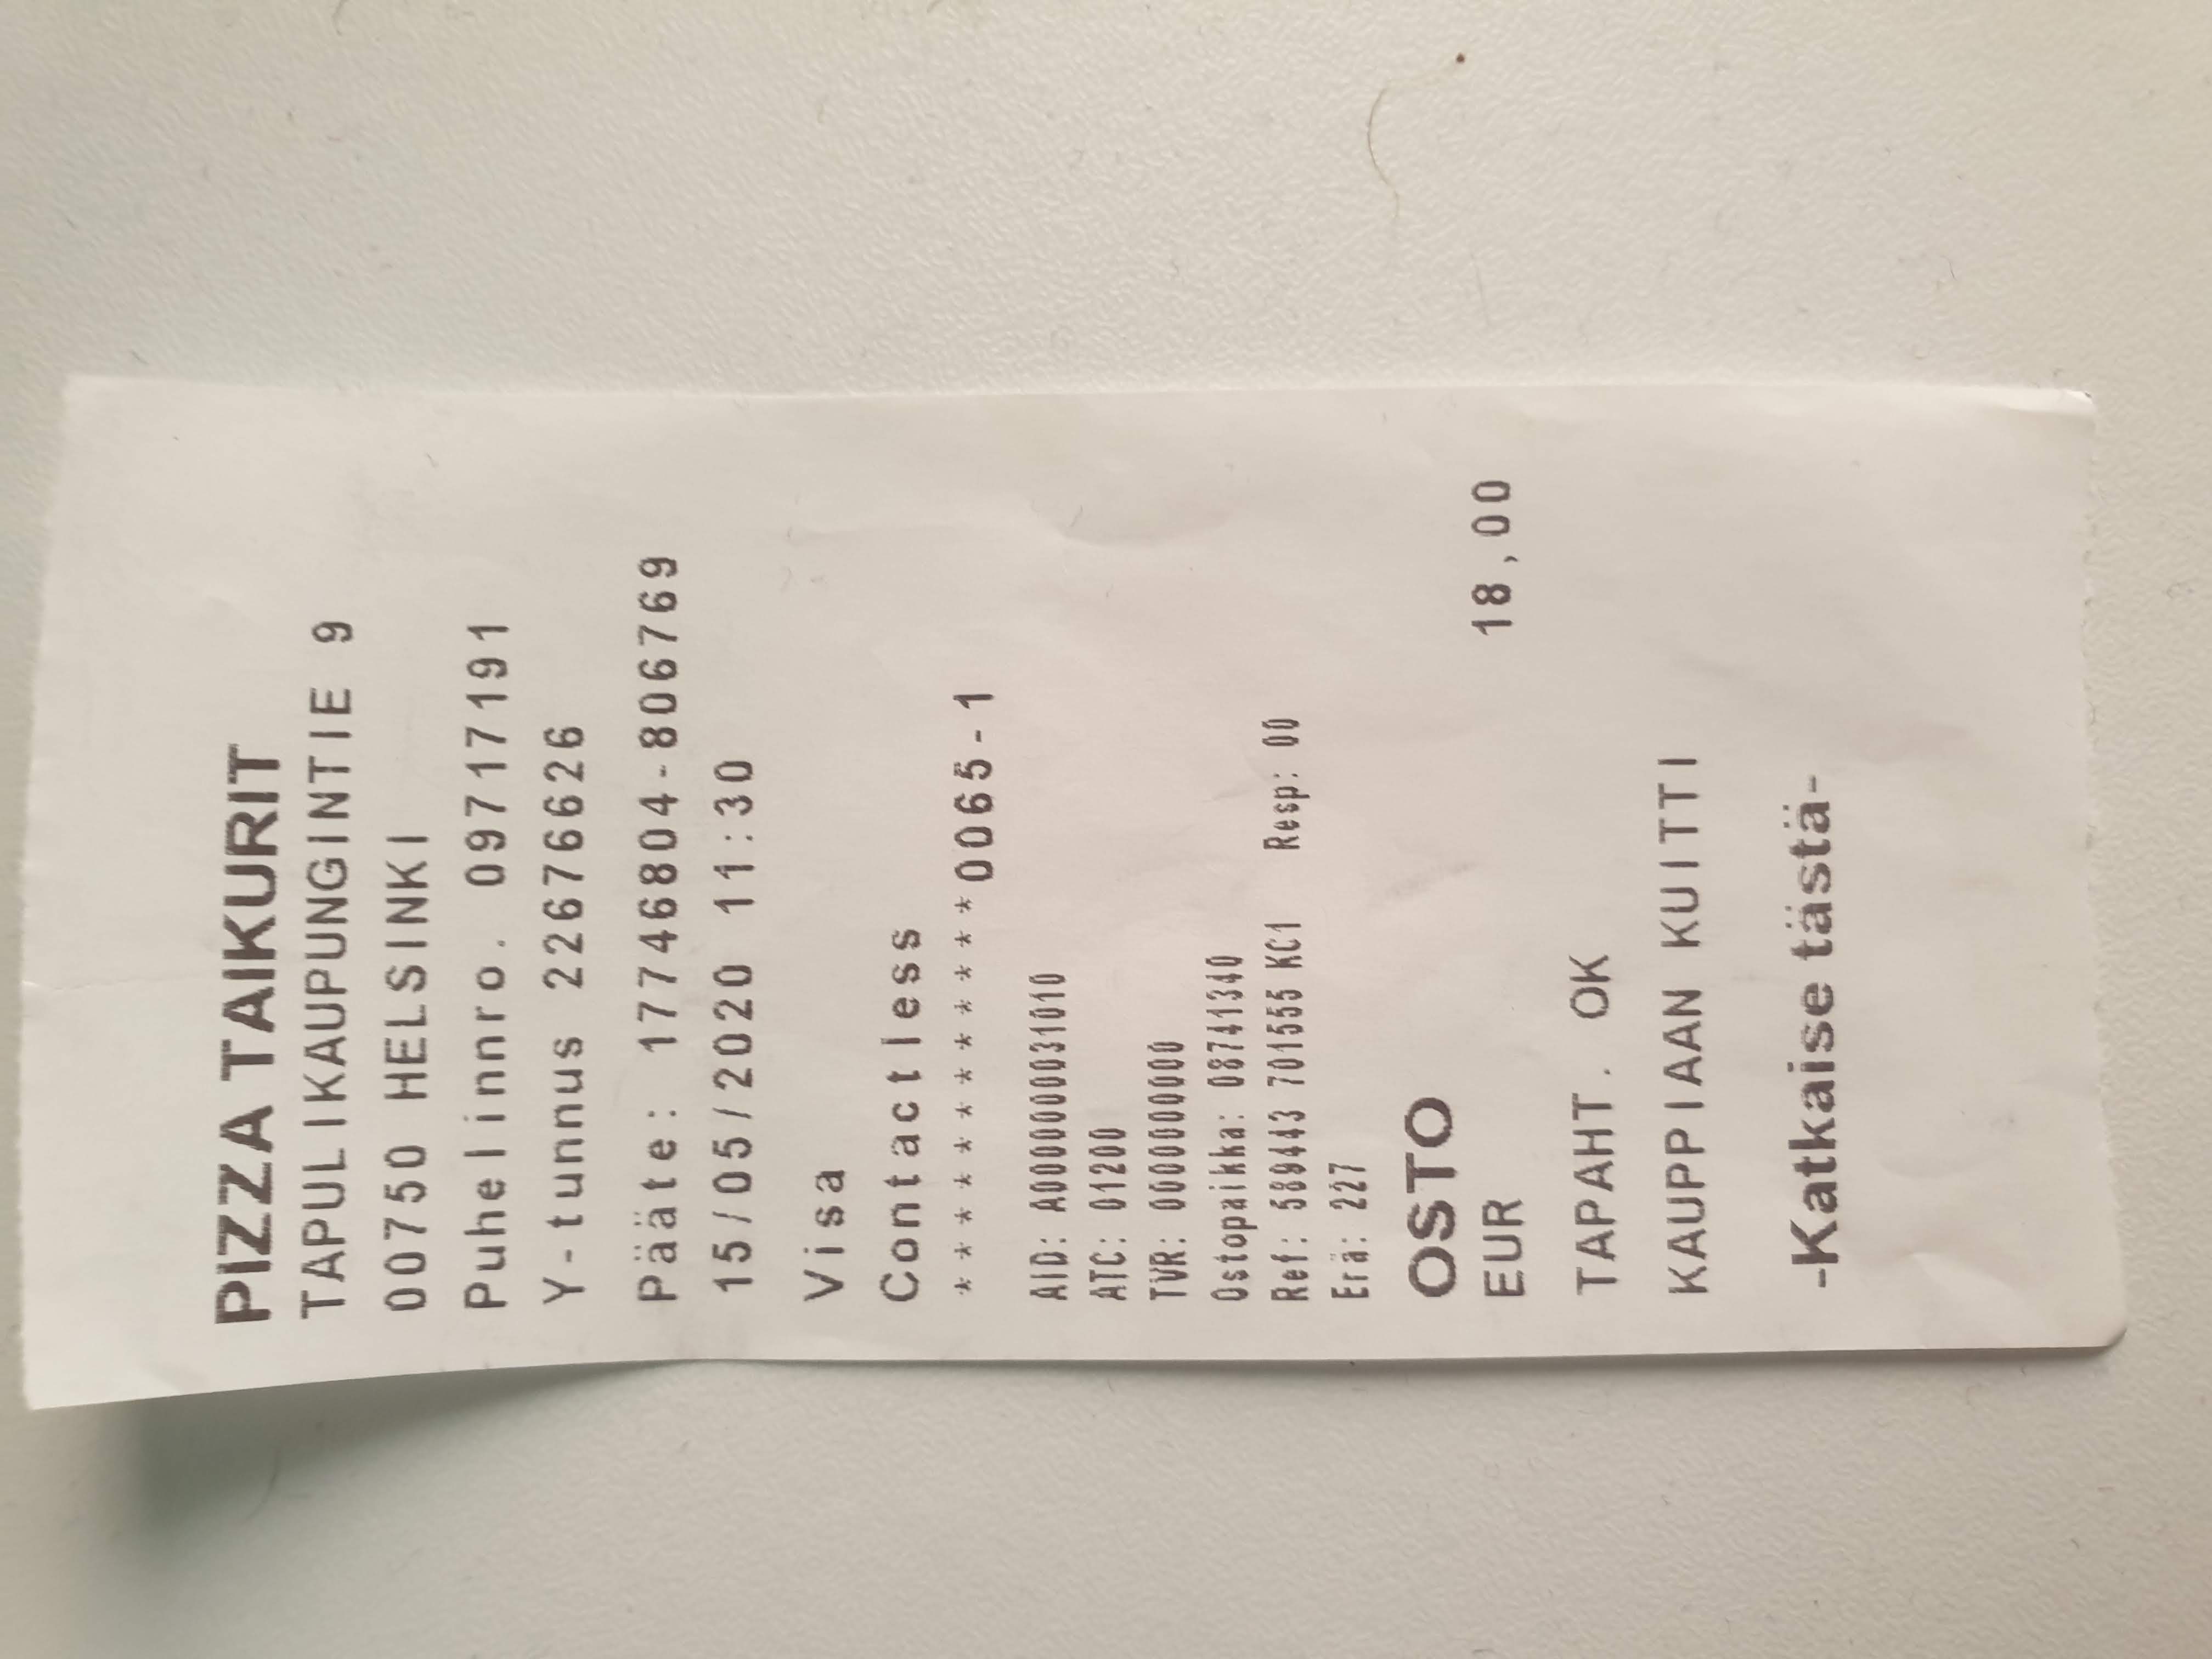 PIZZA TAIKURIT
TAPULIKAUPUNGINTIE 9
00750 HELSINKI
Puhelinnro. 09717191
Y-tunnus 22676626
Pääte: 17746804-806769
15/05/2020 11:30
Visa
Contactless
************0065-1
AID: A0000000031010
ATC: 01200
TVR: 0000000000
Ostopaikka: 08741340
Ref: 589443 701555 KC1 Resp: 00
Erä: 227
OSTO
EUR 18,00
TAPAHT. OK
KAUPPIAAN KUITTI
-Katkaise tästä-